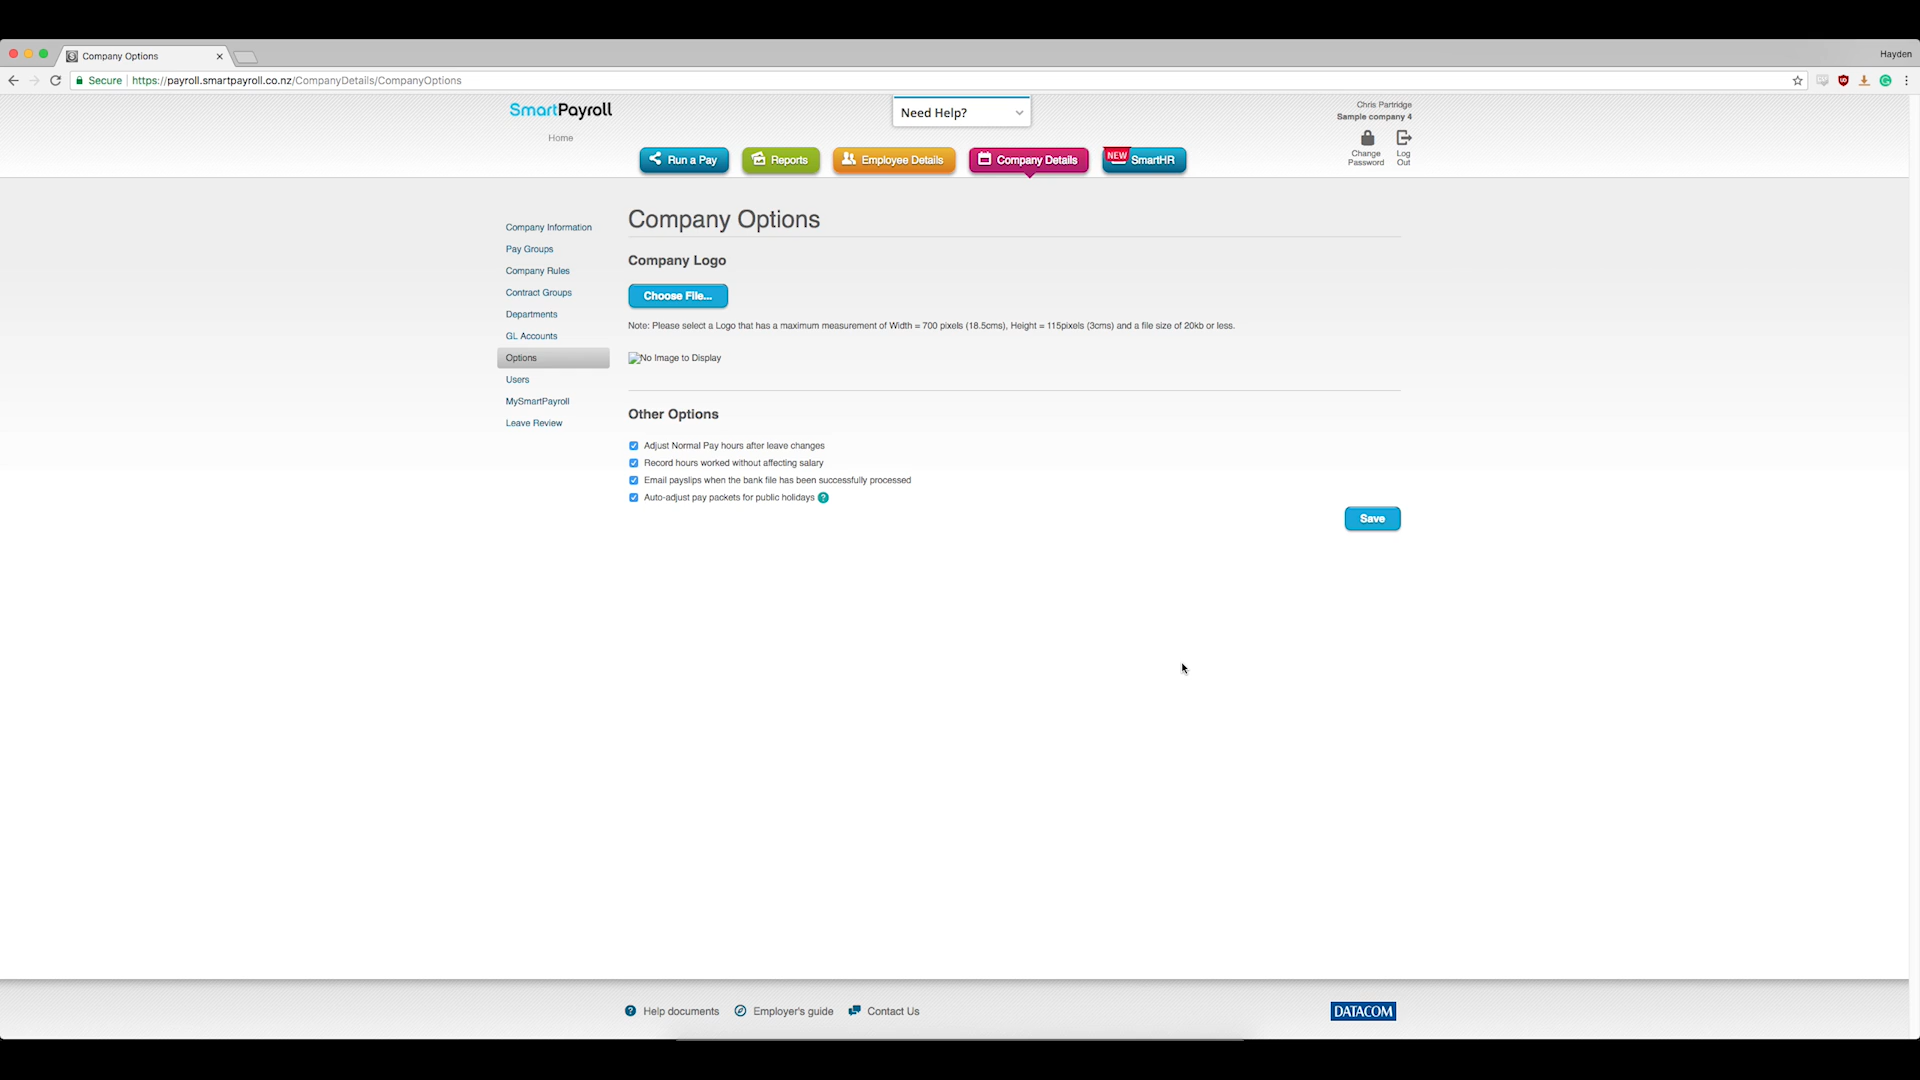 Company Options
Hayden
Secure https://payroll.smartpayroll.co.nz/CompanyDetails/CompanyOptions
SmartPayroll
Home
Need Help?
Chris Partridge
Sample company 4
Change
Password
Log
Out
Run a Pay
Reports
Employee Details
Company Details
NEW SmartHR
Company Information
Pay Groups
Company Rules
Contract Groups
Departments
GL Accounts
Options
Users
MySmartPayroll
Leave Review
Company Options
Company Logo
Choose File...
Note: Please select a Logo that has a maximum measurement of Width = 700 pixels (18.5cms), Height = 115pixels (3cms) and a file size of 20kb or less.
No Image to Display
Other Options
Adjust Normal Pay hours after leave changes
Record hours worked without affecting salary
Email payslips when the bank file has been successfully processed
Auto-adjust pay packets for public holidays ?
Save
? Help documents
Employer's guide
Contact Us
DATACOM